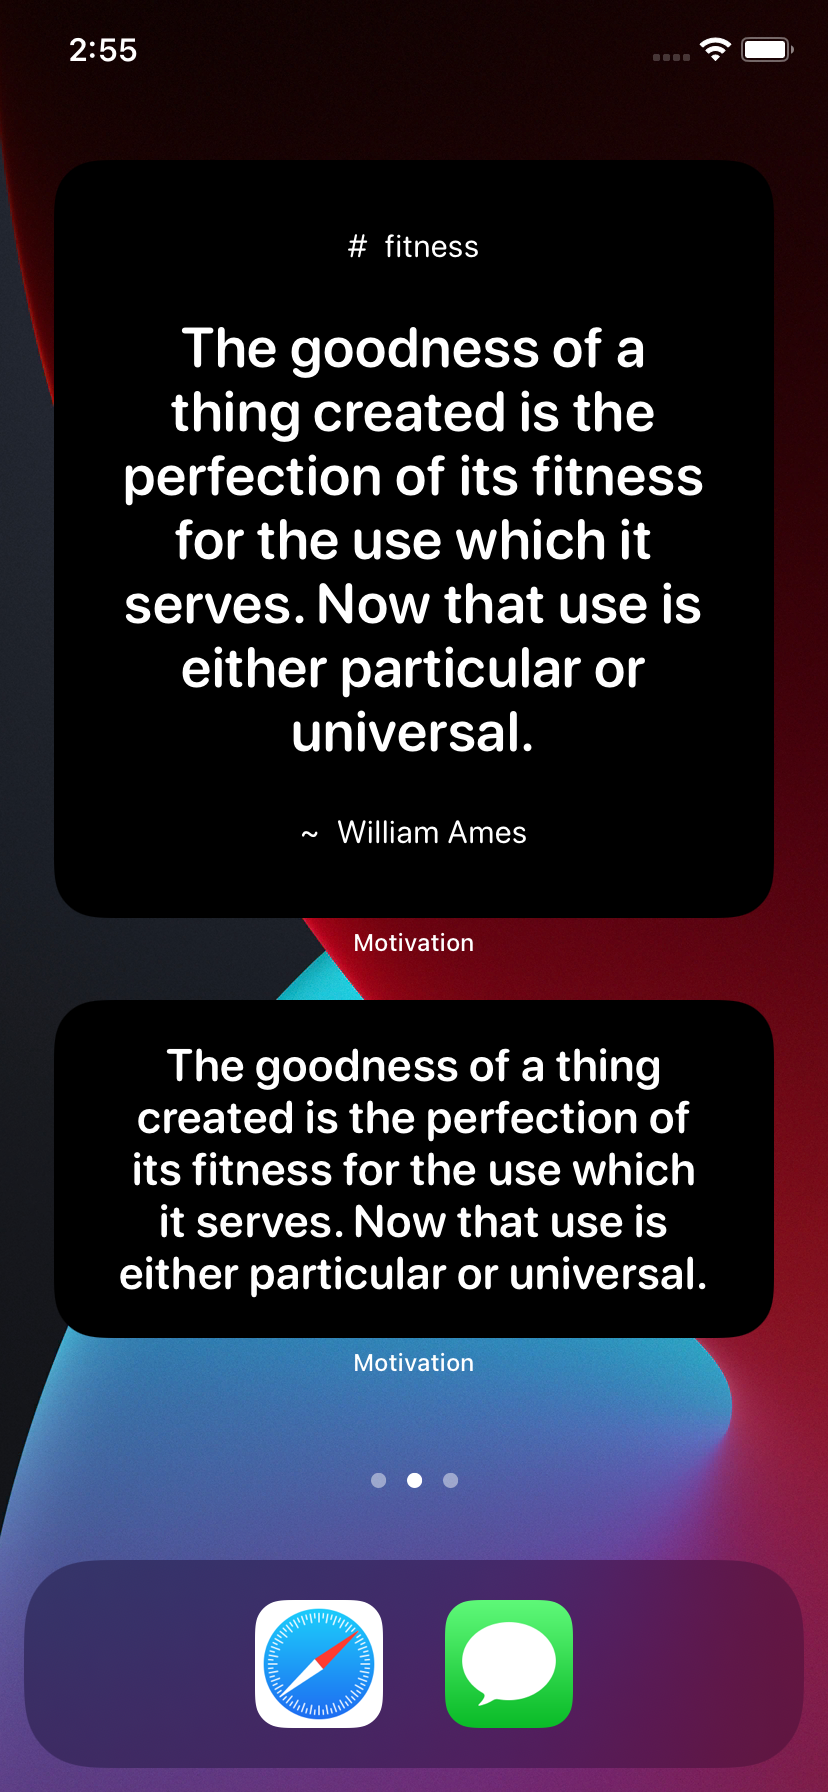 2:55
# fitness
The goodness of a
thing created is the
perfection of its fitness
for the use which it
serves. Now that use is
either particular or
universal.
~ William Ames
Motivation
The goodness of a thing
created is the perfection of
its fitness for the use which
it serves. Now that use is
either particular or universal.
Motivation